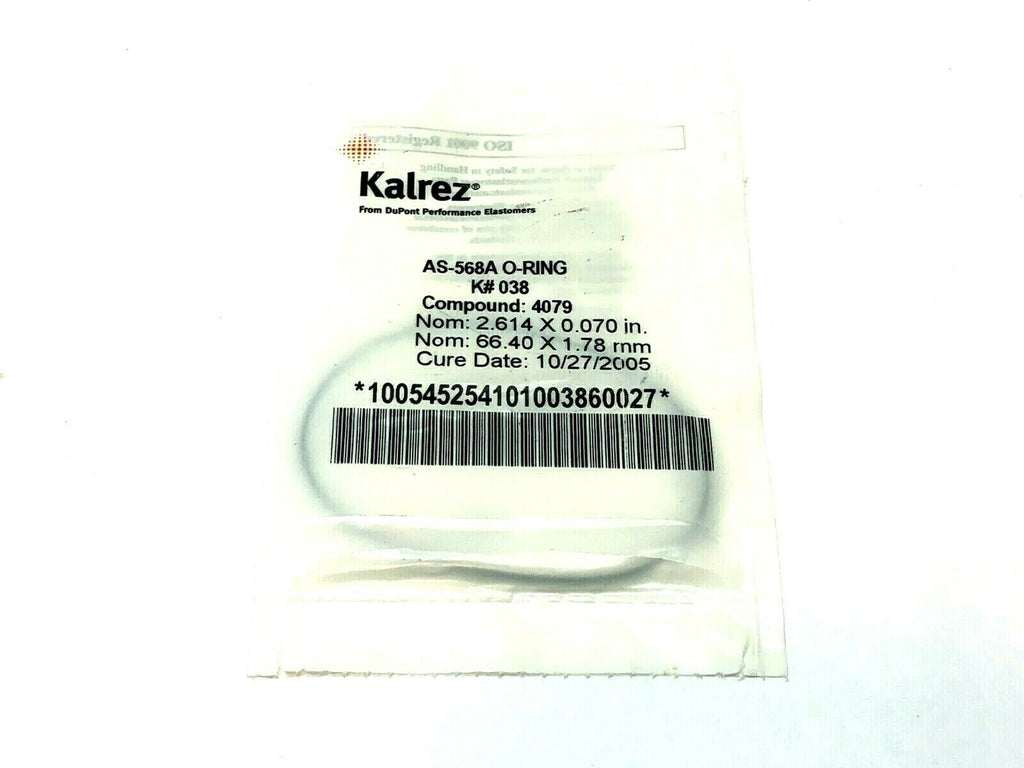 ISO 9001 Registered
Kalrez®
From DuPont Performance Elastomers
AS-568A O-RING
K# 038
Compound: 4079
Nom: 2.614 X 0.070 in.
Nom: 66.40 X 1.78 mm
Cure Date: 10/27/2005
*100545254101003860027*